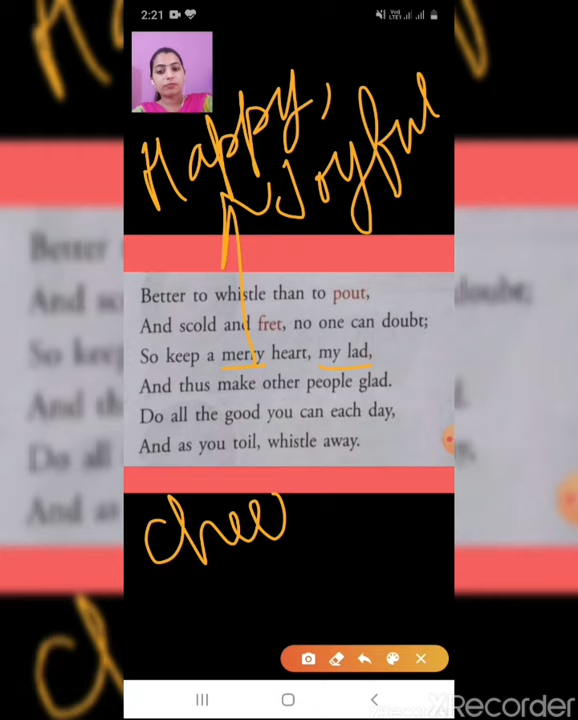 2:21
Happy,
Joyful
Better to whistle than to pout,
And scold and fret, no one can doubt;
So keep a merry heart, my lad,
And thus make other people glad.
Do all the good you can each day,
And as you toil, whistle away.
chee
XRecorder